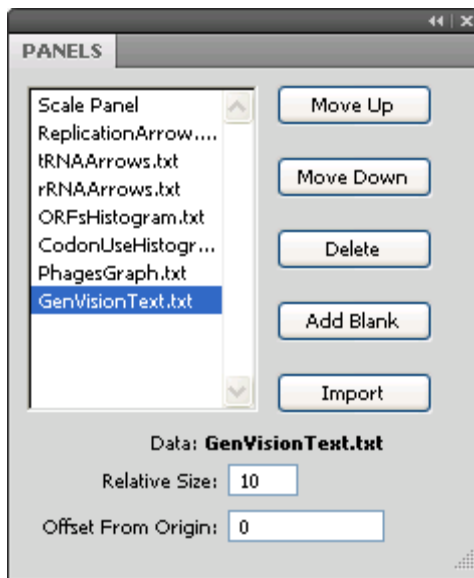 PANELS
Scale Panel
ReplicationArrow....
tRNAArrows.txt
rRNAArrows.txt
ORFsHistogram.txt
CodonUseHistogr...
PhagesGraph.txt
GenVisionText.txt
Move Up
Move Down
Delete
Add Blank
Import
Data: GenVisionText.txt
Relative Size: 10
Offset From Origin: 0